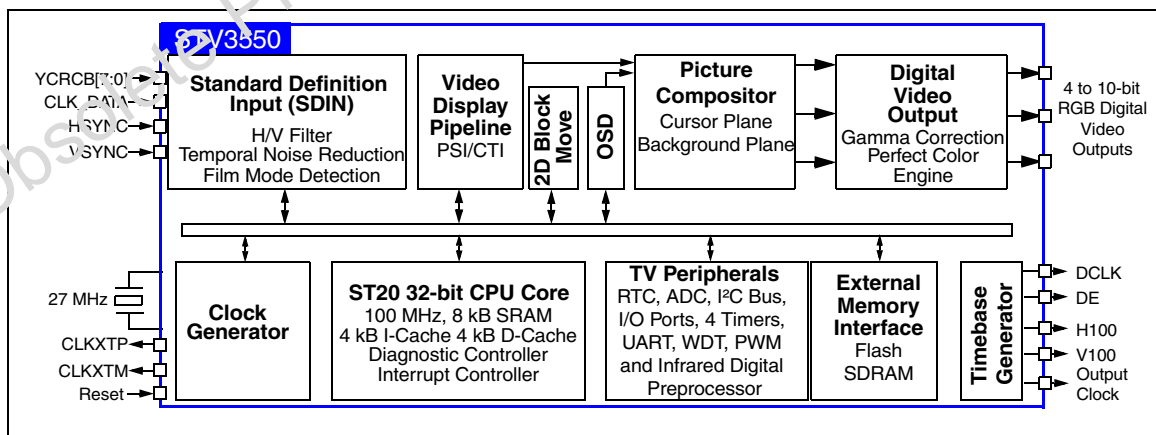 STV3550
YCRCB[7:0]
CLK_DATA
HSYNC
VSYNC
Standard Definition
Input (SDIN)
H/V Filter
Temporal Noise Reduction
Film Mode Detection
Video
Display
Pipeline
PSI/CTI
2D Block
Move
OSD
Picture
Compositor
Cursor Plane
Background Plane
Digital
Video
Output
Gamma Correction
Perfect Color
Engine
4 to 10-bit
RGB Digital
Video
Outputs
27 MHz
CLKXTP
CLKXTM
Reset
Clock
Generator
ST20 32-bit CPU Core
100 MHz, 8 kB SRAM
4 kB I-Cache 4 kB D-Cache
Diagnostic Controller
Interrupt Controller
TV Peripherals
RTC, ADC, I²C Bus,
I/O Ports, 4 Timers,
UART, WDT, PWM
and Infrared Digital
Preprocessor
External
Memory
Interface
Flash
SDRAM
Timebase
Generator
DCLK
DE
H100
V100
Output
Clock
Obsolete